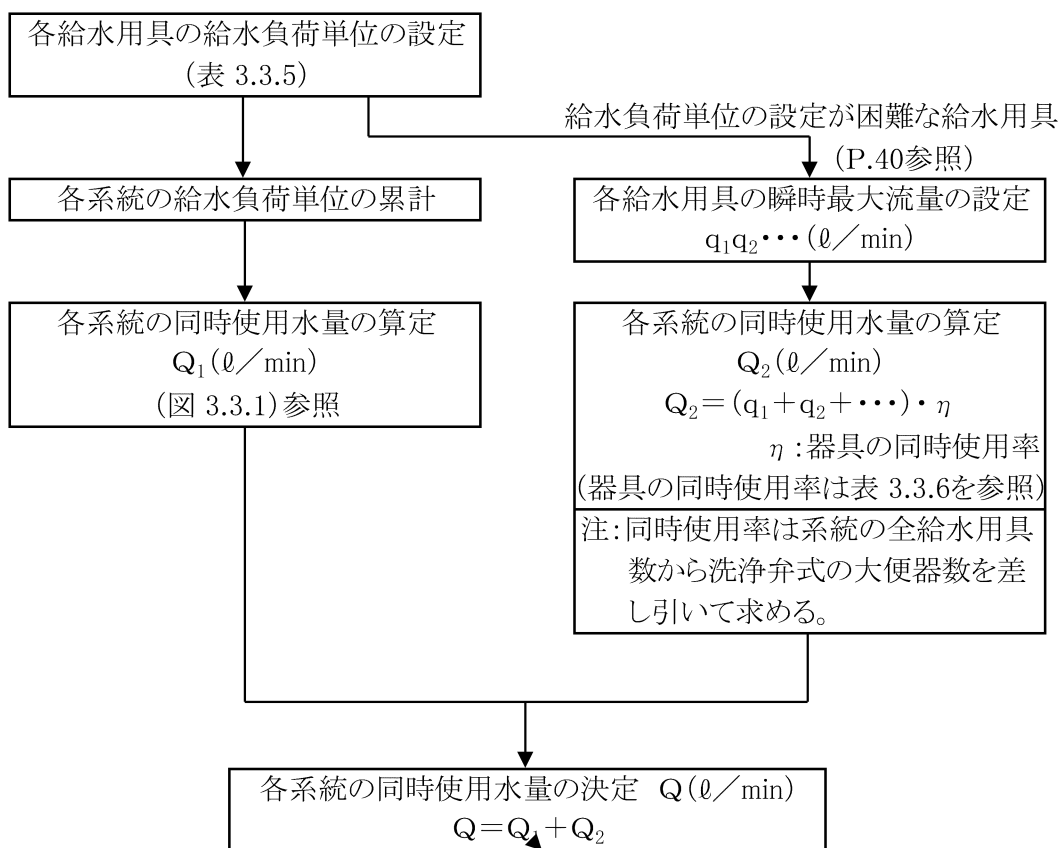 各給水用具の給水負荷単位の設定
(表 3.3.5)
給水負荷単位の設定が困難な給水用具
(P.40参照)
各系統の給水負荷単位の累計
各給水用具の瞬時最大流量の設定
q₁q₂・・・(ℓ／min)
各系統の同時使用水量の算定
Q₁(ℓ／min)
(図 3.3.1)参照
各系統の同時使用水量の算定
Q₂(ℓ／min)
Q₂＝(q₁＋q₂＋・・・)・η
η：器具の同時使用率
(器具の同時使用率は表 3.3.6を参照)
注：同時使用率は系統の全給水用具
数から洗浄弁式の大便器数を差
し引いて求める。
各系統の同時使用水量の決定 Q(ℓ／min)
Q＝Q₁＋Q₂